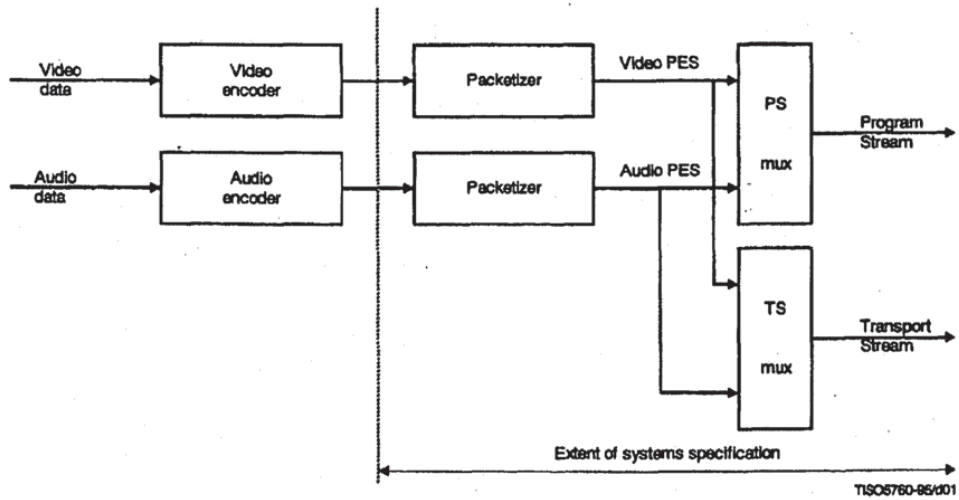 Video
data
Video
encoder
Packetizer
Video PES
PS
mux
Program
Stream
Audio
data
Audio
encoder
Packetizer
Audio PES
TS
mux
Transport
Stream
Extent of systems specification
TISO5760-95/d01